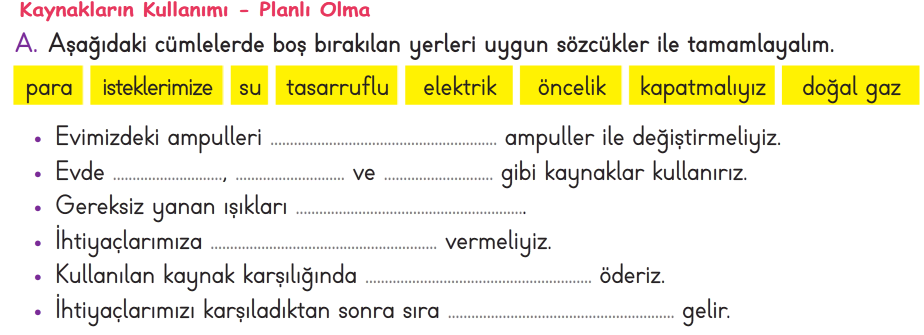 Kaynakların Kullanımı - Planlı Olma
A. Aşağıdaki cümlelerde boş bırakılan yerleri uygun sözcükler ile tamamlayalım.
para isteklerimize su tasarruflu elektrik öncelik kapatmalıyız doğal gaz
• Evimizdeki ampulleri .......................................................... ampuller ile değiştirmeliyiz.
• Evde ............................, ............................ ve ............................ gibi kaynaklar kullanırız.
• Gereksiz yanan ışıkları ...........................................................
• İhtiyaçlarımıza .......................................................... vermeliyiz.
• Kullanılan kaynak karşılığında .......................................................... öderiz.
• İhtiyaçlarımızı karşıladıktan sonra sıra .......................................................... gelir.